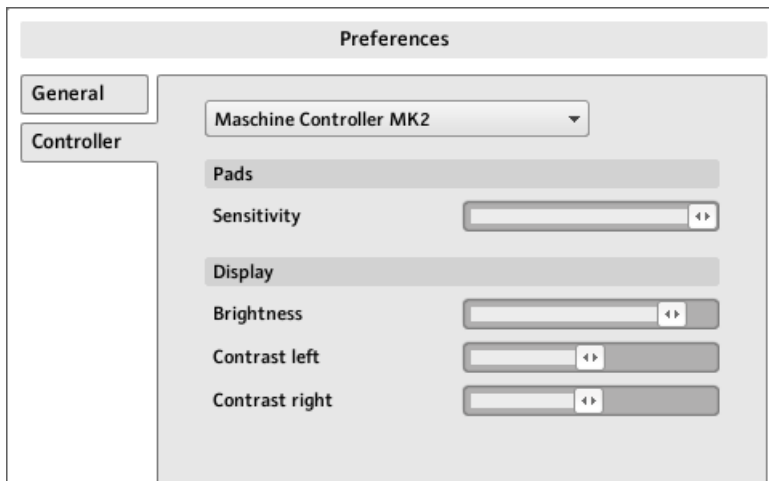 Preferences
General
Controller
Maschine Controller MK2
Pads
Sensitivity
Display
Brightness
Contrast left
Contrast right